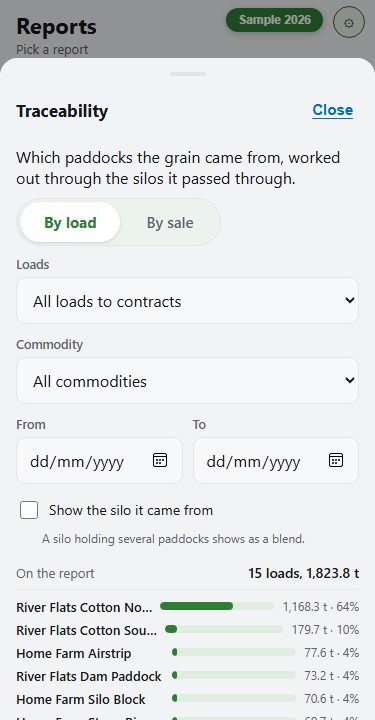 Reports
Sample 2026
Pick a report
Traceability
Close
Which paddocks the grain came from, worked
out through the silos it passed through.
By load
By sale
Loads
All loads to contracts
Commodity
All commodities
From
To
dd/mm/yyyy
dd/mm/yyyy
Show the silo it came from
A silo holding several paddocks shows as a blend.
On the report
15 loads, 1,823.8 t
River Flats Cotton No...
1,168.3 t · 64%
River Flats Cotton Sou...
179.7 t · 10%
Home Farm Airstrip
77.6 t · 4%
River Flats Dam Paddock
73.2 t · 4%
Home Farm Silo Block
70.6 t · 4%